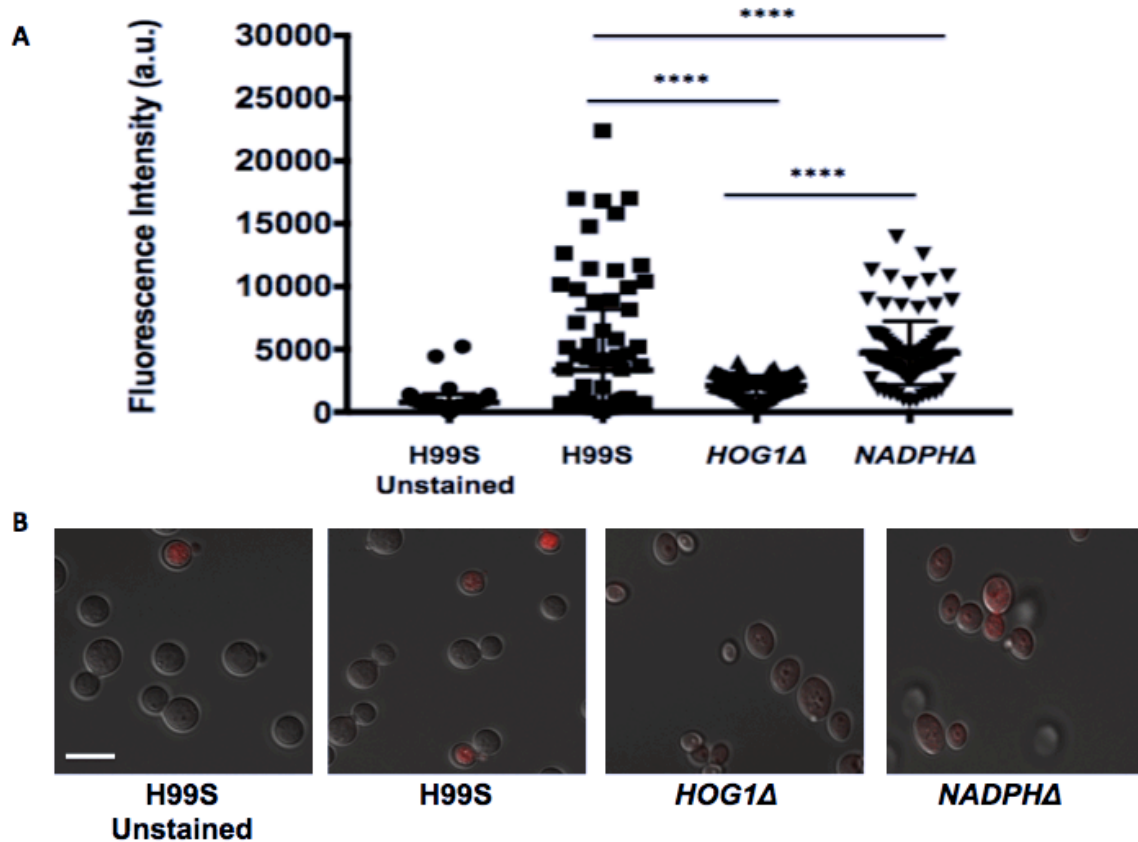 A
Fluorescence Intensity (a.u.)
30000
25000
20000
15000
10000
5000
0
****
****
****
H99S
Unstained
H99S
HOG1Δ
NADPHΔ
B
H99S
Unstained
H99S
HOG1Δ
NADPHΔ